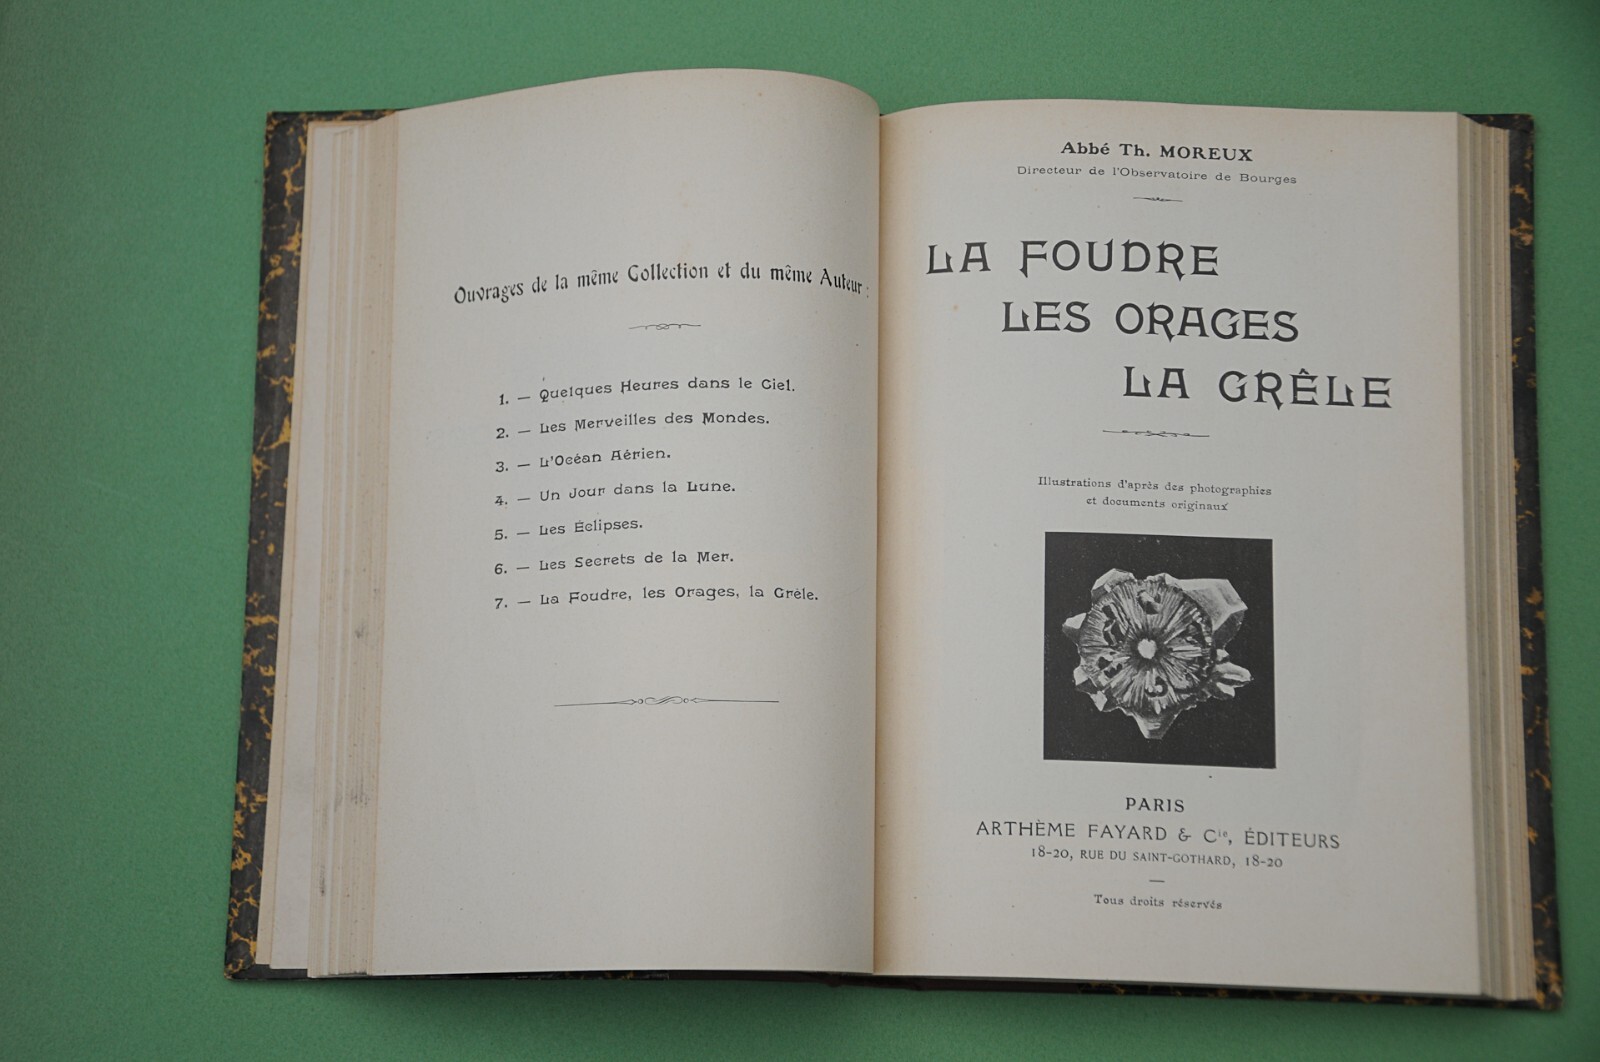 Ouvrages de la même Collection et du même Auteur :
1. — Quelques Heures dans le Ciel.
2. — Les Merveilles des Mondes.
3. — L'Océan Aérien.
4. — Un Jour dans la Lune.
5. — Les Éclipses.
6. — Les Secrets de la Mer.
7. — La Foudre, les Orages, la Grêle.
Abbé Th. MOREUX
Directeur de l'Observatoire de Bourges
LA FOUDRE
LES ORAGES
LA GRÊLE
Illustrations d'après des photographies
et documents originaux
PARIS
ARTHÈME FAYARD & Cie, ÉDITEURS
18-20, RUE DU SAINT-GOTHARD, 18-20
Tous droits réservés